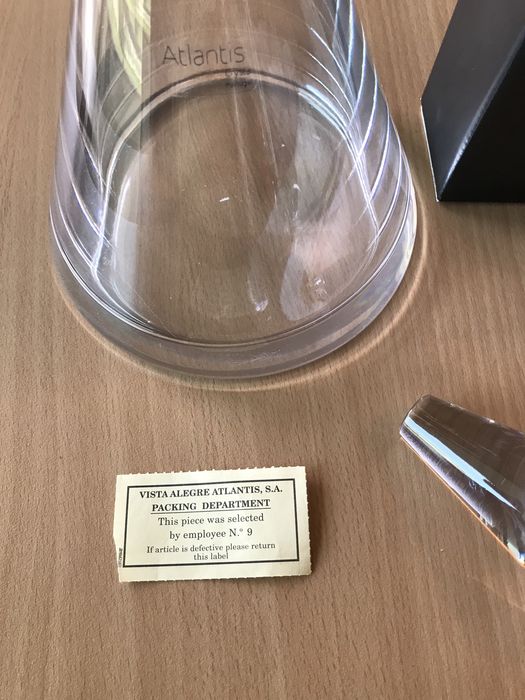 Atlantis
VISTA ALEGRE ATLANTIS, S.A.
PACKING DEPARTMENT
This piece was selected
by employee N.° 9
If article is defective please return
this label